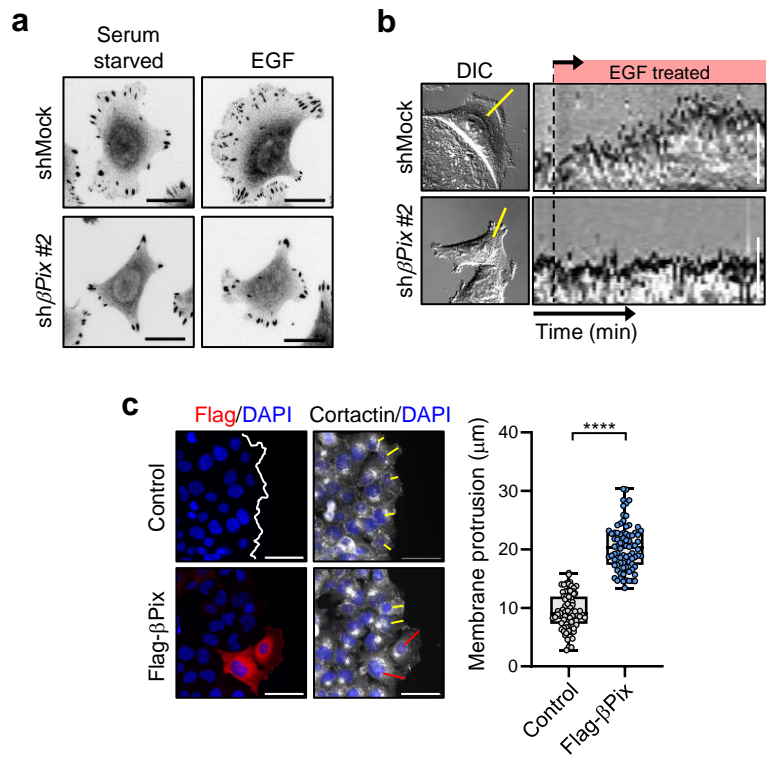 a
Serum
starved
EGF
shMock
shβPix #2
b
DIC
EGF treated
shMock
shβPix #2
Time (min)
c
Flag/DAPI
Cortactin/DAPI
Control
Flag-βPix
Membrane protrusion (μm)
40
30
20
10
0
****
Control
Flag-βPix